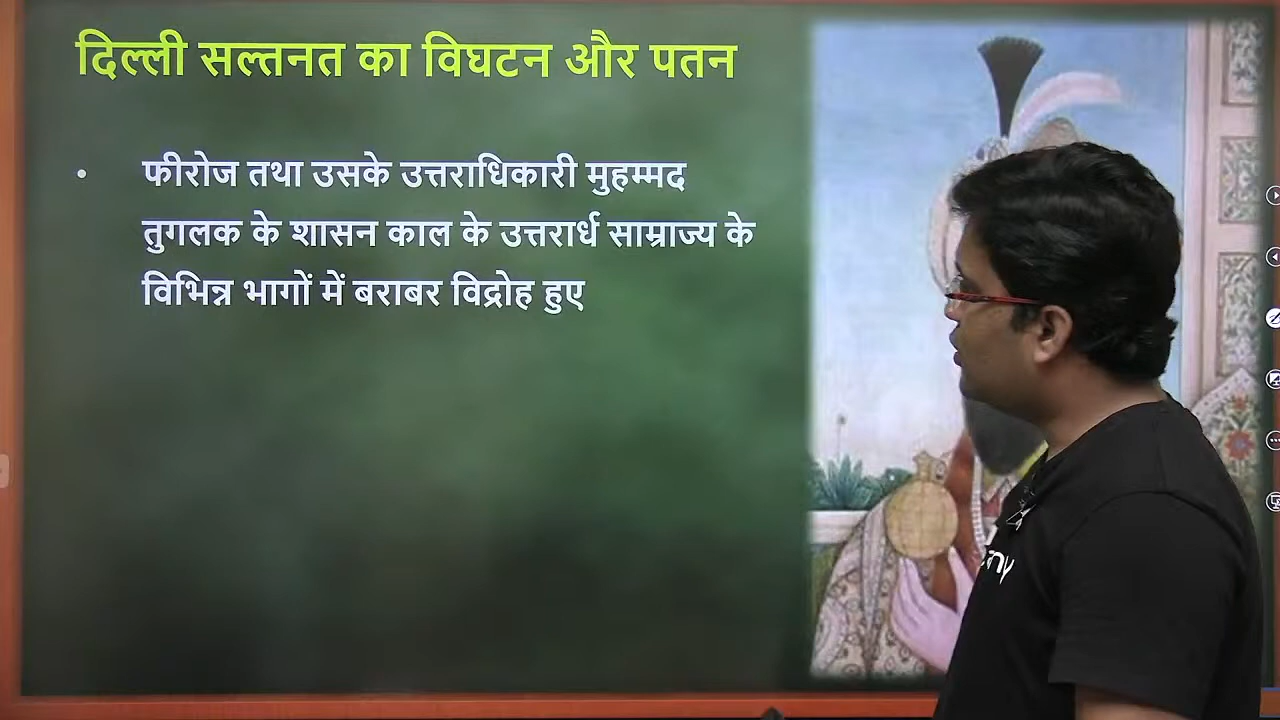 दिल्ली सल्तनत का विघटन और पतन
• फीरोज तथा उसके उत्तराधिकारी मुहम्मद
तुगलक के शासन काल के उत्तरार्ध साम्राज्य के
विभिन्न भागों में बराबर विद्रोह हुए